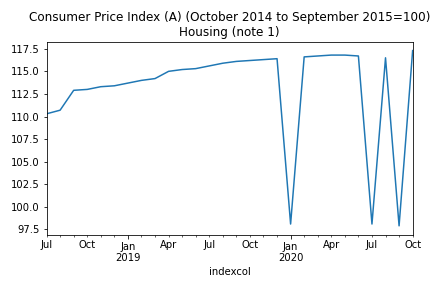 Consumer Price Index (A) (October 2014 to September 2015=100)
Housing (note 1)
117.5
115.0
112.5
110.0
107.5
105.0
102.5
100.0
97.5
Jul Oct Jan Apr Jul Oct Jan Apr Jul Oct
2019 2020
indexcol